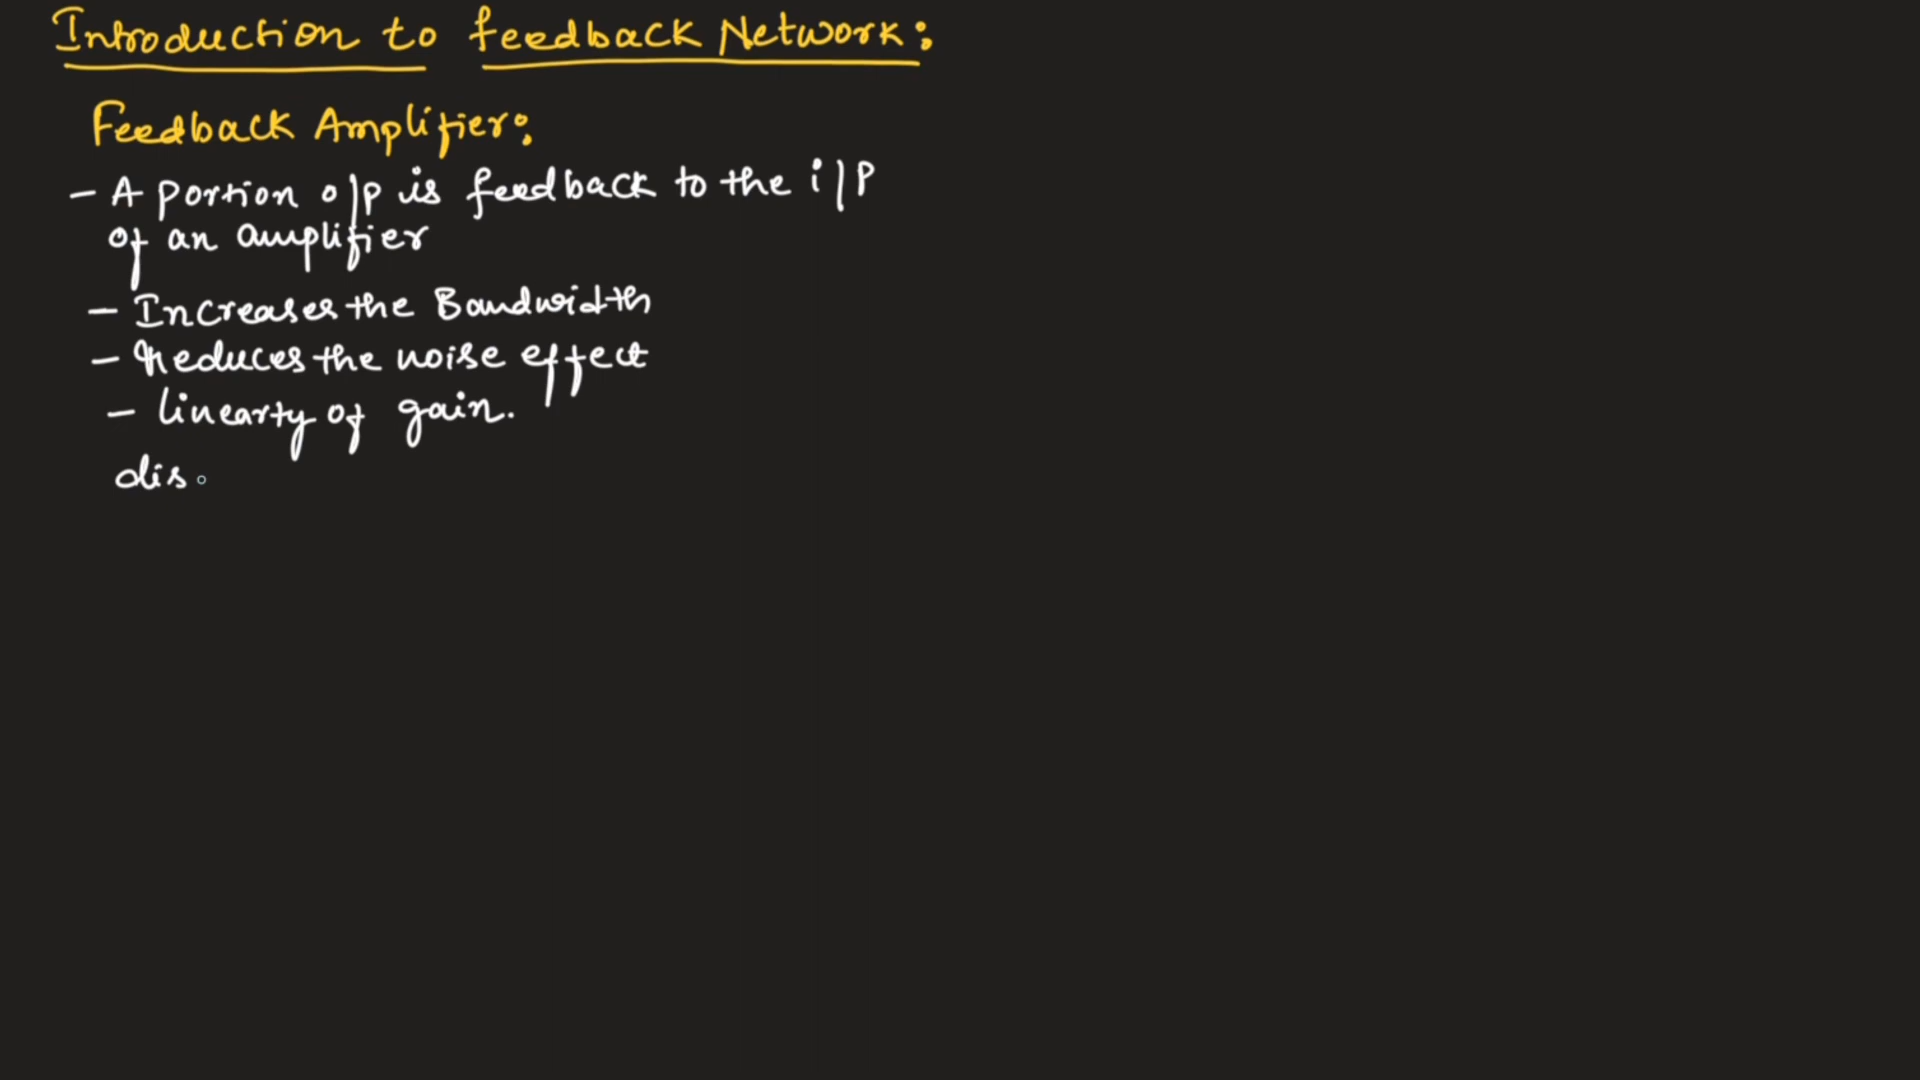 Introduction to feedback Network:
Feedback Amplifier:
- A portion o/p is feedback to the i/p
of an amplifier
- Increases the Bandwidth
- Reduces the noise effect
- linearty of gain.
dis